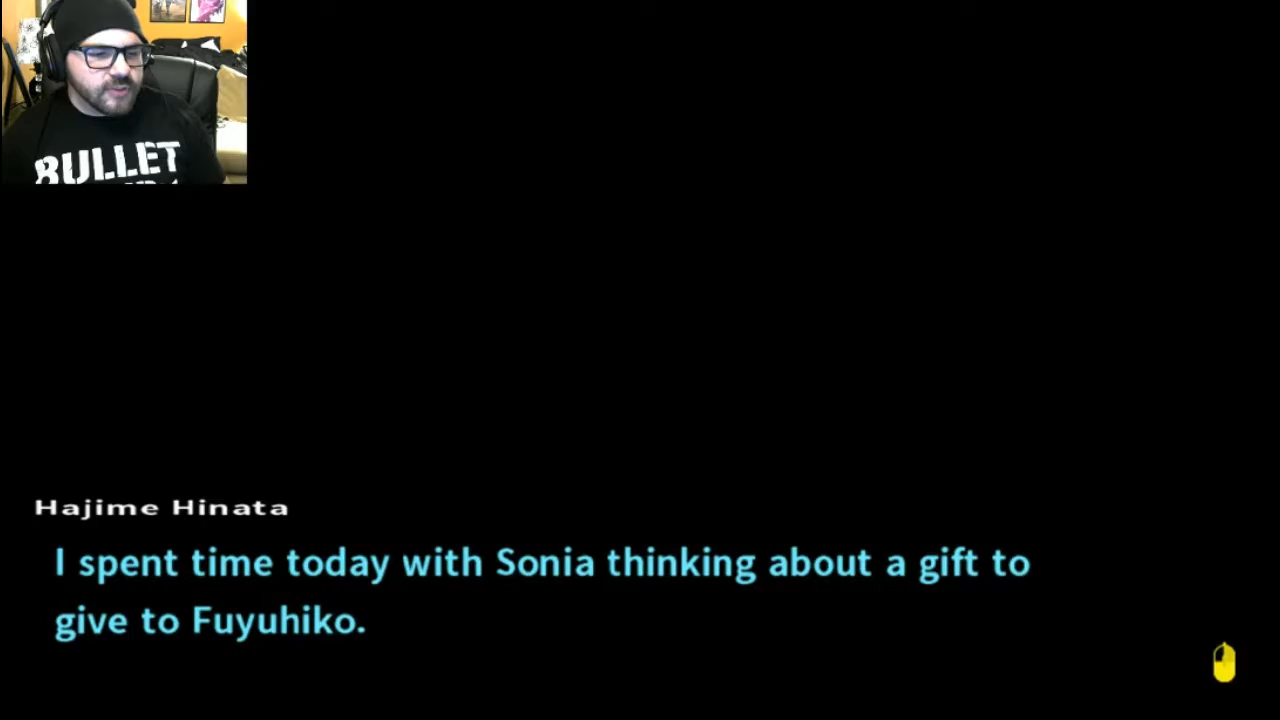 BULLET
Hajime Hinata
I spent time today with Sonia thinking about a gift to
give to Fuyuhiko.